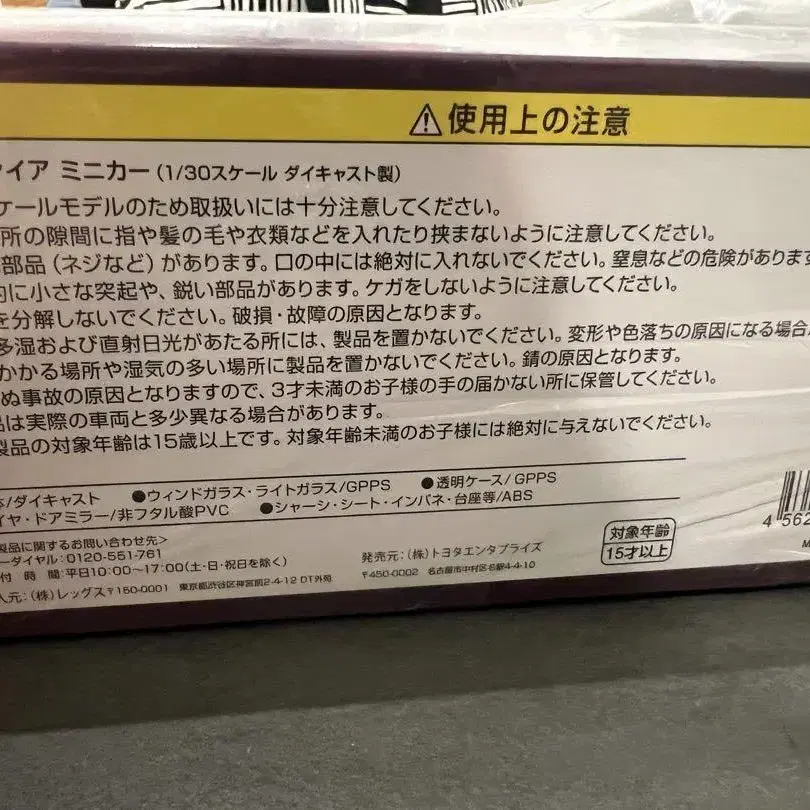 ⚠使用上の注意
イア ミニカー(1/30スケール ダイキャスト製)
ケールモデルのため取扱いには十分注意してください。
所の隙間に指や髪の毛や衣類などを入れたり挟まないように注意してください。
部品(ネジなど)があります。口の中には絶対に入れないでください。窒息などの危険があります
に小さな突起や、鋭い部品があります。ケガをしないように注意してください。
を分解しないでください。破損・故障の原因となります。
多湿および直射日光があたる所には、製品を置かないでください。変形や色落ちの原因になる場合
かかる場所や湿気の多い場所に製品を置かないでください。錆の原因となります。
ぬ事故の原因となりますので、3才未満のお子様の手の届かない所に保管してください。
は実際の車両と多少異なる場合があります。
製品の対象年齢は15歳以上です。対象年齢未満のお子様には絶対に与えないでください。
/ダイキャスト ●ウィンドガラス・ライトガラス/GPPS ●透明ケース/GPPS
イヤ・ドアミラー/非フタル酸PVC ●シャーシ・シート・インパネ・台座等/ABS
製品に関するお問い合わせ先>
ーダイヤル:0120-551-761
付 時間:平日10:00〜17:00(土・日・祝日を除く)
元:(株)レッグス 〒150-0001 東京都渋谷区神宮前2-4-12 DT外苑
発売元:(株)トヨタエンタプライズ
〒450-0002 名古屋市中村区名駅4-4-10
対象年齢
15才以上
4 562
M